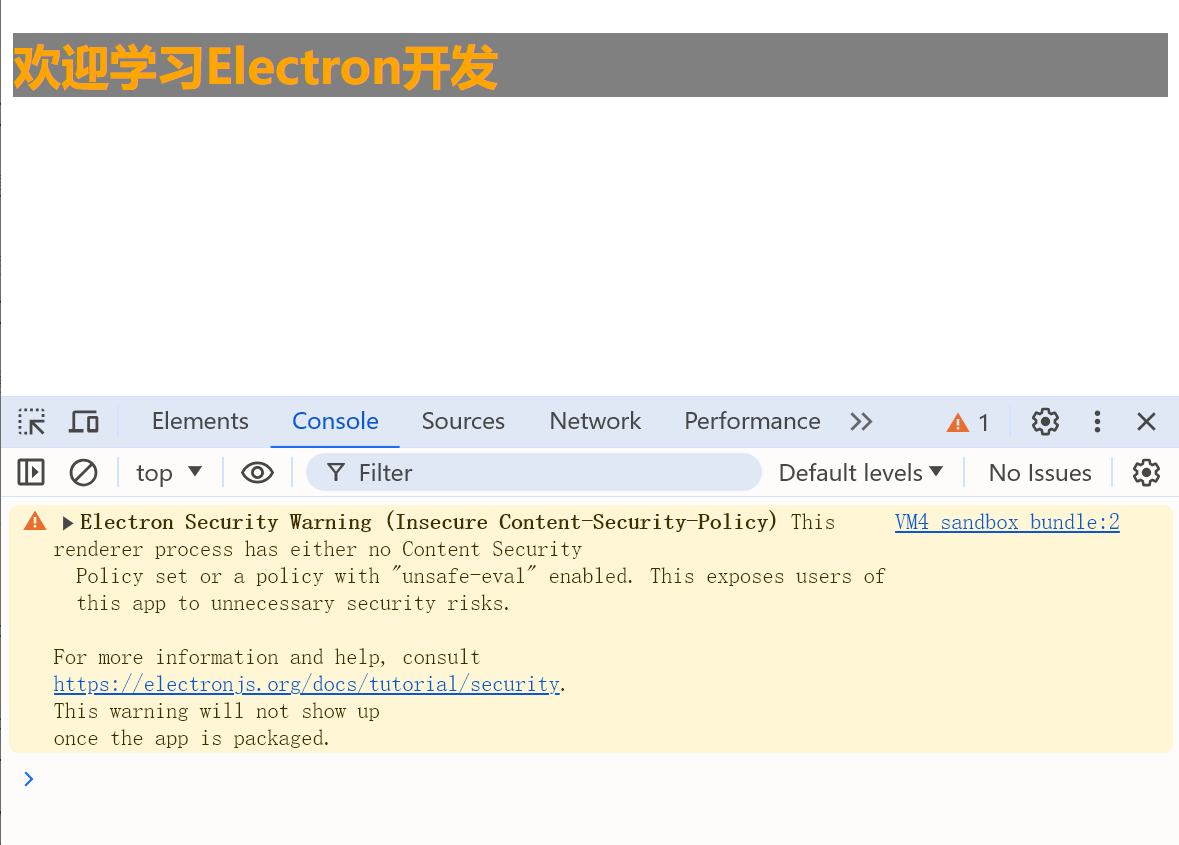 欢迎学习Electron开发
Elements Console Sources Network Performance 1
top Filter Default levels No Issues
Electron Security Warning (Insecure Content-Security-Policy) This VM4 sandbox bundle:2
renderer process has either no Content Security
Policy set or a policy with "unsafe-eval" enabled. This exposes users of
this app to unnecessary security risks.
For more information and help, consult
https://electronjs.org/docs/tutorial/security.
This warning will not show up
once the app is packaged.